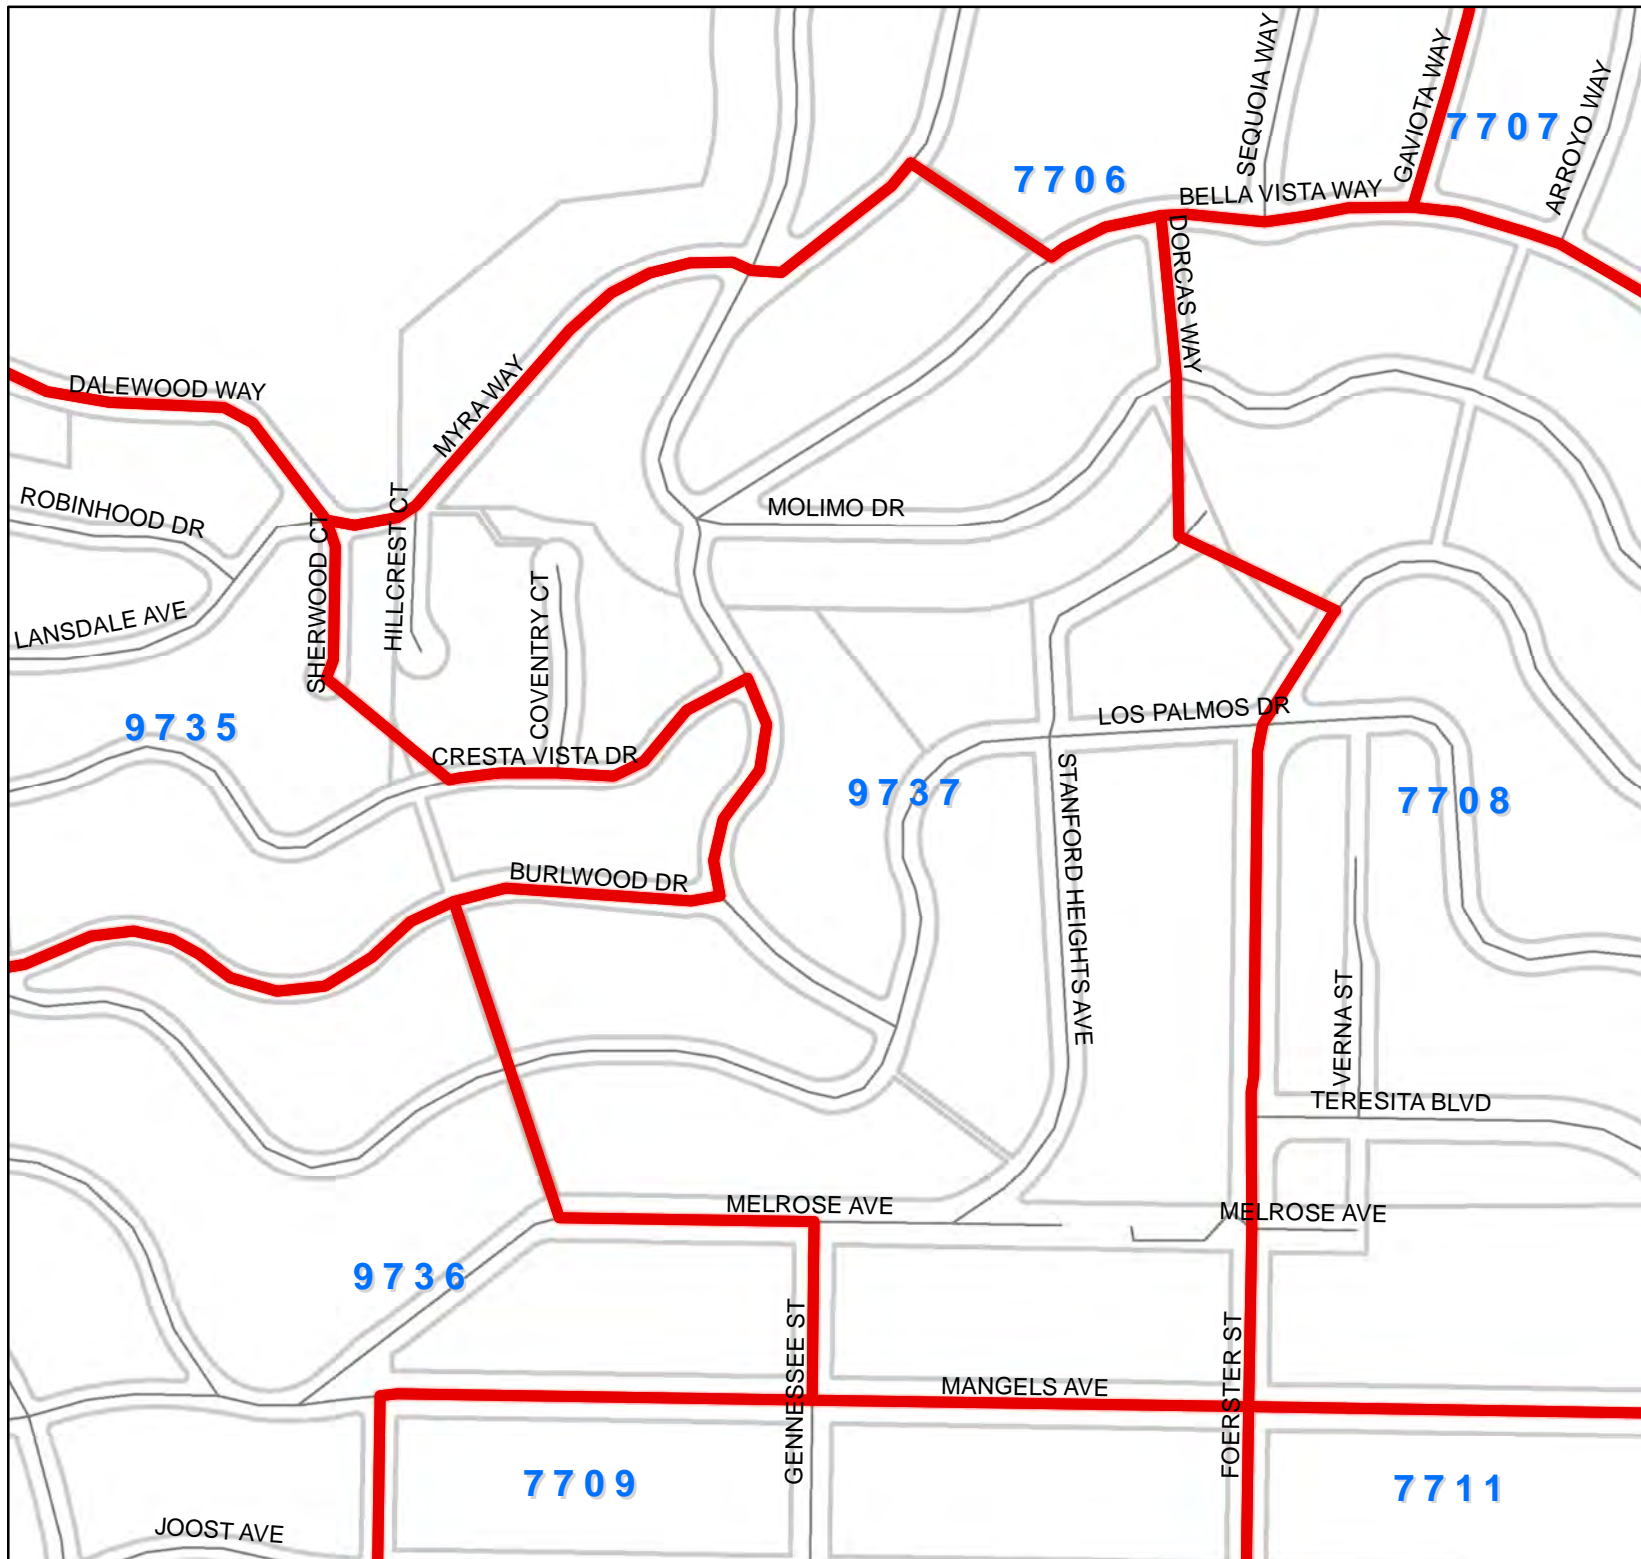 SEQUOIA WAY
GAVIOTA WAY
7707
ARROYO WAY
7706
BELLA VISTA WAY
DORCAS WAY
DALEWOOD WAY
MYRA WAY
ROBINHOOD DR
HILLCREST CT
MOLIMO DR
SHERWOOD CT
LANSDALE AVE
COVENTRY CT
9735
LOS PALMOS DR
CRESTA VISTA DR
9737
STANFORD HEIGHTS AVE
7708
BURLWOOD DR
VERNA ST
TERESITA BLVD
MELROSE AVE
MELROSE AVE
9736
GENNESSEE ST
FOERSTER ST
MANGELS AVE
7709
7711
JOOST AVE